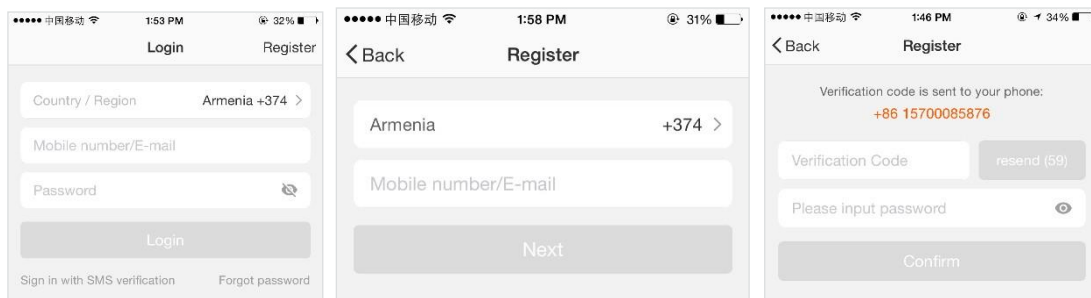 中国移动 1:53 PM 32%
Login Register
Country / Region Armenia +374 >
Mobile number/E-mail
Password
Login
Sign in with SMS verification Forgot password
中国移动 1:58 PM 31%
Back Register
Armenia +374 >
Mobile number/E-mail
Next
中国移动 1:46 PM 34%
Back Register
Verification code is sent to your phone:
+86 15700085876
Verification Code resend (59)
Please input password
Confirm